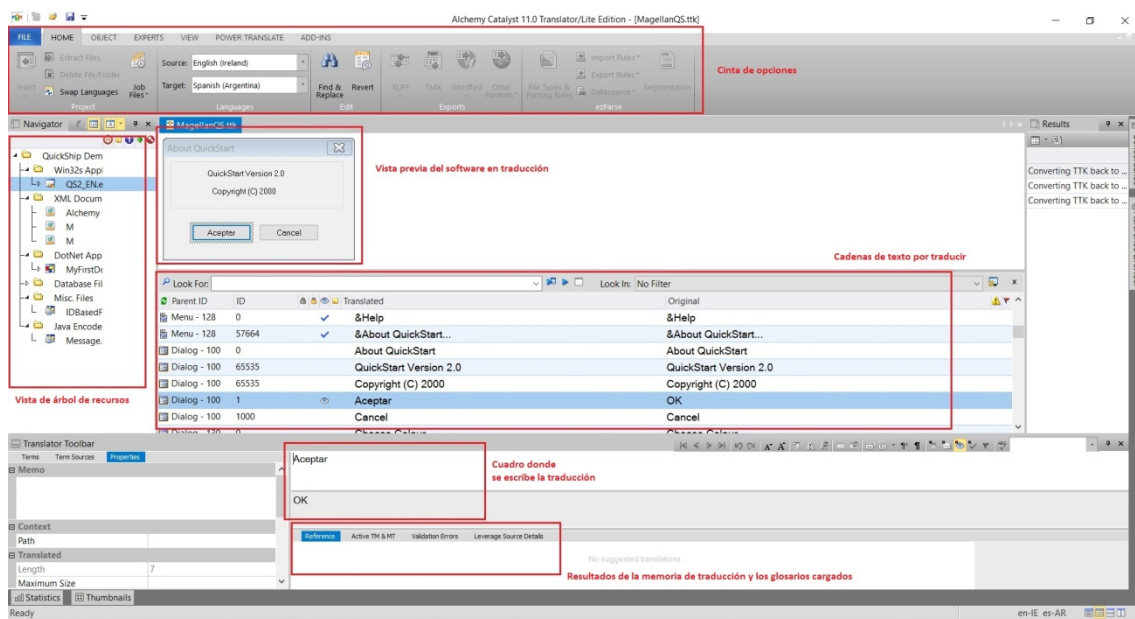 Alchemy Catalyst 11.0 Translator/Lite Edition - [MagellanQS.ttk]
FILE HOME OBJECT EXPERTS VIEW POWER TRANSLATE ADD-INS
Extract Files
Delete File/Folder
Insert Swap Languages Job Files
Project
Source: English (Ireland)
Target: Spanish (Argentina)
Languages
Find & Replace Revert
Edit
XLIFF TMX Wordfast Other Formats
Exports
File Types & Parsing Rules
Import Rules
Export Rules
Datasource
Segmentation
ezParse
Cinta de opciones
Navigator
MagellanQS.ttk
Results
QuickShip Dem
Win32s Appl
QS2_EN.e
XML Docum
Alchemy
M
M
DotNet App
MyFirstDc
Database Fil
Misc. Files
IDBasedF
Java Encode
Message.
Vista de árbol de recursos
About QuickStart
QuickStart Version 2.0
Copyright (C) 2000
Aceptar Cancel
Vista previa del software en traducción
Converting TTK back to ...
Converting TTK back to ...
Converting TTK back to ...
Cadenas de texto por traducir
Look For: Look In: No Filter
Parent ID ID Translated Original
Menu - 128 0 &Help &Help
Menu - 128 57664 &About QuickStart... &About QuickStart...
Dialog - 100 0 About QuickStart About QuickStart
Dialog - 100 65535 QuickStart Version 2.0 QuickStart Version 2.0
Dialog - 100 65535 Copyright (C) 2000 Copyright (C) 2000
Dialog - 100 1 Aceptar OK
Dialog - 100 1000 Cancel Cancel
Translator Toolbar
Terms Term Sources Properties
Memo
Context
Path
Translated
Length 7
Maximum Size
Aceptar
OK
Cuadro donde
se escribe la traducción
Reference Active TM & MT Validation Errors Leverage Source Details
No suggested translations
Resultados de la memoria de traducción y los glosarios cargados
Statistics Thumbnails
Ready
en-IE es-AR